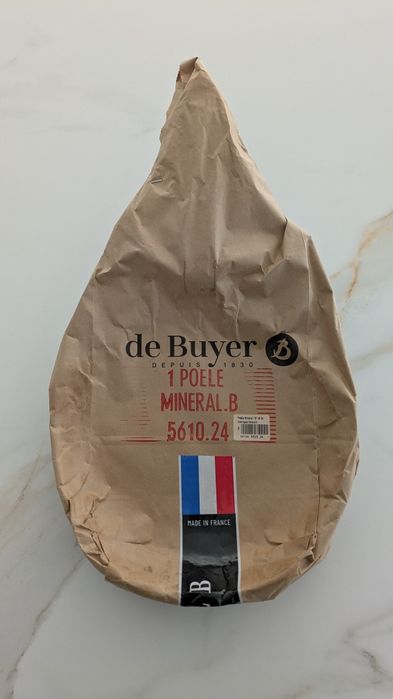 de Buyer
DEPUIS 1830
1 POELE
MINERAL.B
5610.24
MADE IN FRANCE
B